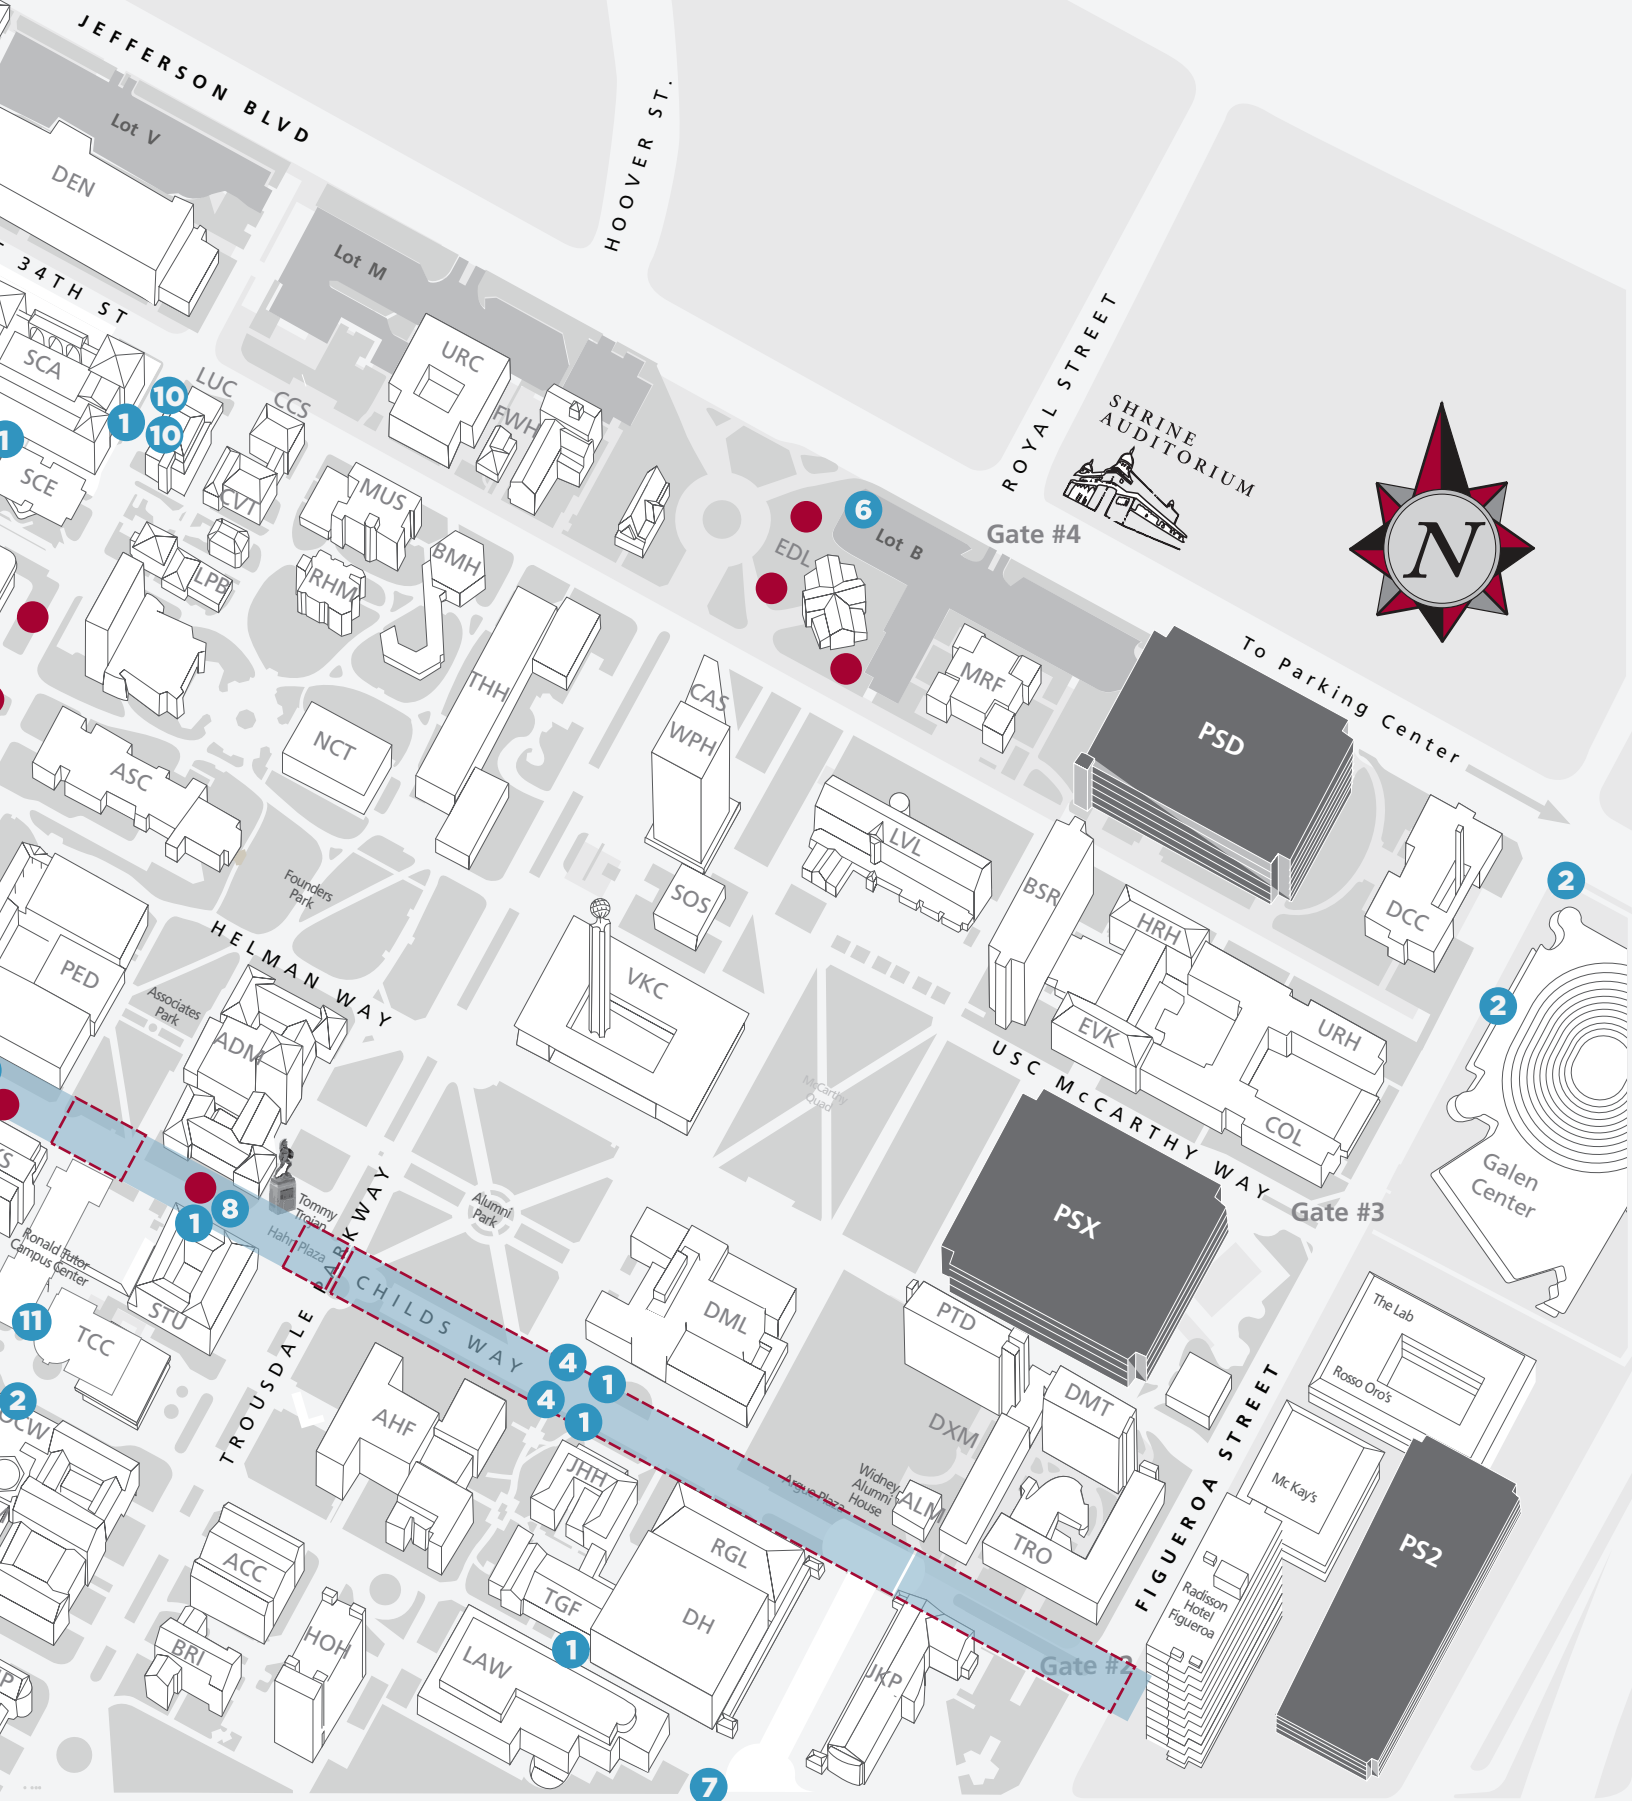 JEFFERSON BLVD
HOOVER ST.
Lot V
DEN
34TH ST
Lot M
ROYAL STREET
SHRINE
AUDITORIUM
Gate #4
N
SCA
LUC
CCS
URC
FWH
10
1
10
1
SCE
CVT
MUS
6
Lot B
EDL
BMH
LPB
RHM
To Parking Center
THH
CAS
MRF
WPH
PSD
NCT
ASC
LVL
BSR
2
SOS
HRH
DCC
Founders
Park
HELMAN WAY
PED
VKC
2
Associates
Park
ADM
EVK
URH
USC McCARTHY WAY
McCarthy
Quad
COL
Galen
Center
Gate #3
Tommy
Trojan
Hahn Plaza
Alumni
Park
PSX
8
1
TROUSDALE PARKWAY
Ronald Tutor
Campus Center
CHILDS WAY
STU
11
TCC
DML
PTD
The Lab
Rosso Oro's
4
1
4
1
2
AHF
DXM
DMT
FIGUEROA STREET
JHH
Argue Plaza
Widney
Alumni
House
ALM
Mc Kay's
ACC
RGL
TRO
PS2
TGF
DH
Radisson
Hotel
Figueroa
BRI
HOH
LAW
1
JKP
Gate #2
7